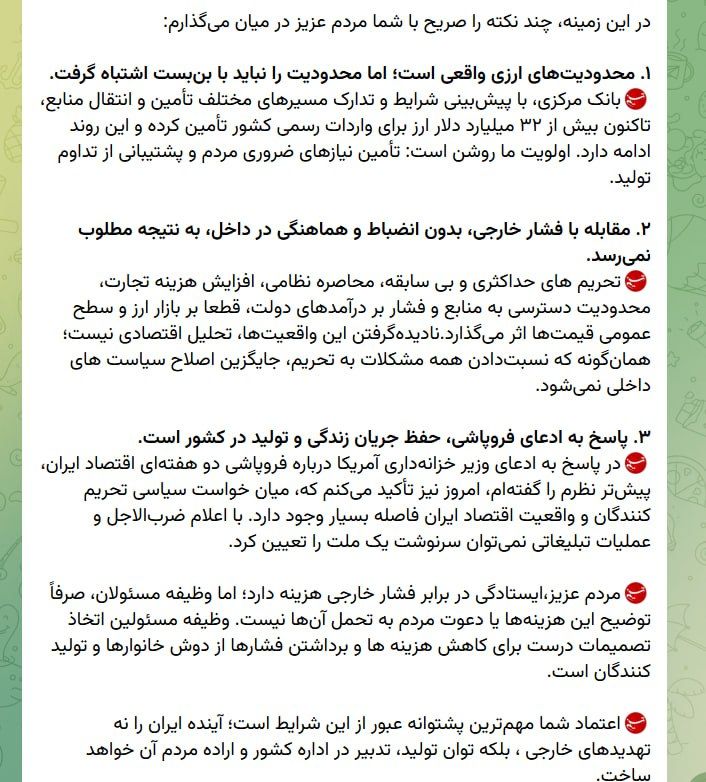 در این زمینه، چند نکته را صریح با شما مردم عزیز در میان می‌گذارم:
۱. محدودیت‌های ارزی واقعی است؛ اما محدودیت را نباید با بن‌بست اشتباه گرفت.
بانک مرکزی، با پیش‌بینی شرایط و تدارک مسیرهای مختلف تأمین و انتقال منابع،
تاکنون بیش از ۳۲ میلیارد دلار ارز برای واردات رسمی کشور تأمین کرده و این روند
ادامه دارد. اولویت ما روشن است: تأمین نیازهای ضروری مردم و پشتیبانی از تداوم
تولید.
۲. مقابله با فشار خارجی، بدون انضباط و هماهنگی در داخل، به نتیجه مطلوب
نمی‌رسد.
تحریم های حداکثری و بی سابقه، محاصره نظامی، افزایش هزینه تجارت،
محدودیت دسترسی به منابع و فشار بر درآمدهای دولت، قطعا بر بازار ارز و سطح
عمومی قیمت‌ها اثر می‌گذارد.نادیده‌گرفتن این واقعیت‌ها، تحلیل اقتصادی نیست؛
همان‌گونه که نسبت‌دادن همه مشکلات به تحریم، جایگزین اصلاح سیاست های
داخلی نمی‌شود.
۳. پاسخ به ادعای فروپاشی، حفظ جریان زندگی و تولید در کشور است.
در پاسخ به ادعای وزیر خزانه‌داری آمریکا درباره فروپاشی دو هفته‌ای اقتصاد ایران،
پیش‌تر نظرم را گفته‌ام، امروز نیز تأکید می‌کنم که، میان خواست سیاسی تحریم
کنندگان و واقعیت اقتصاد ایران فاصله بسیار وجود دارد. با اعلام ضرب‌الاجل و
عملیات تبلیغاتی نمی‌توان سرنوشت یک ملت را تعیین کرد.
مردم عزیز،ایستادگی در برابر فشار خارجی هزینه دارد؛ اما وظیفه مسئولان، صرفاً
توضیح این هزینه‌ها یا دعوت مردم به تحمل آن‌ها نیست. وظیفه مسئولین اتخاذ
تصمیمات درست برای کاهش هزینه ها و برداشتن فشارها از دوش خانوارها و تولید
کنندگان است.
اعتماد شما مهم‌ترین پشتوانه عبور از این شرایط است؛ آینده ایران را نه
تهدیدهای خارجی ، بلکه توان تولید، تدبیر در اداره کشور و اراده مردم آن خواهد
ساخت.